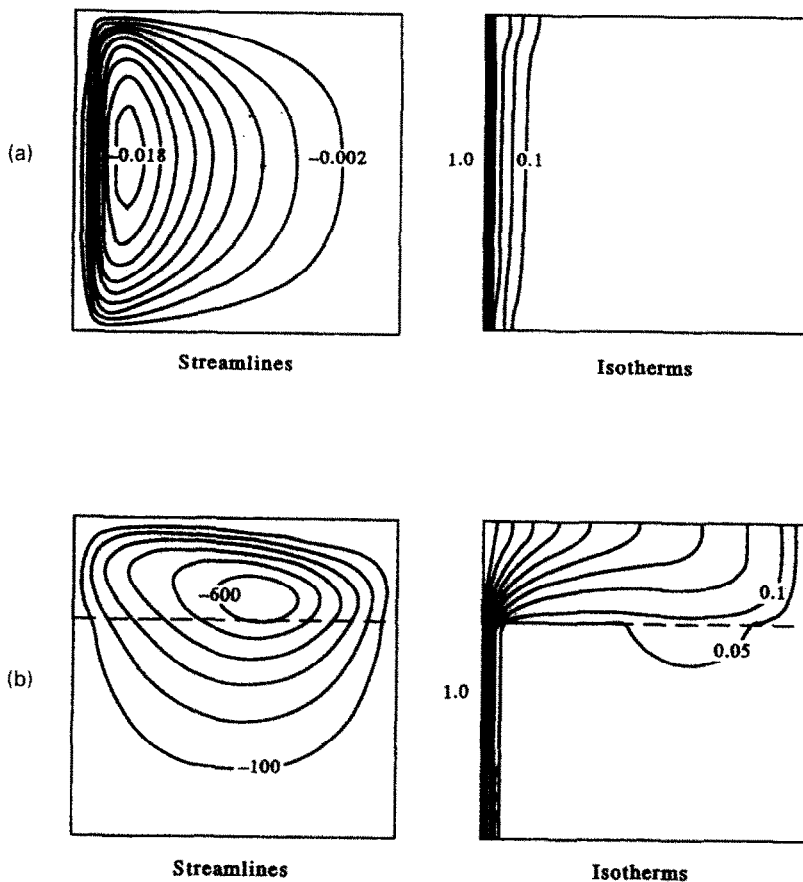 (a)
−0.018
−0.002
1.0
0.1
Streamlines
Isotherms
(b)
−600
−100
1.0
0.1
0.05
Streamlines
Isotherms